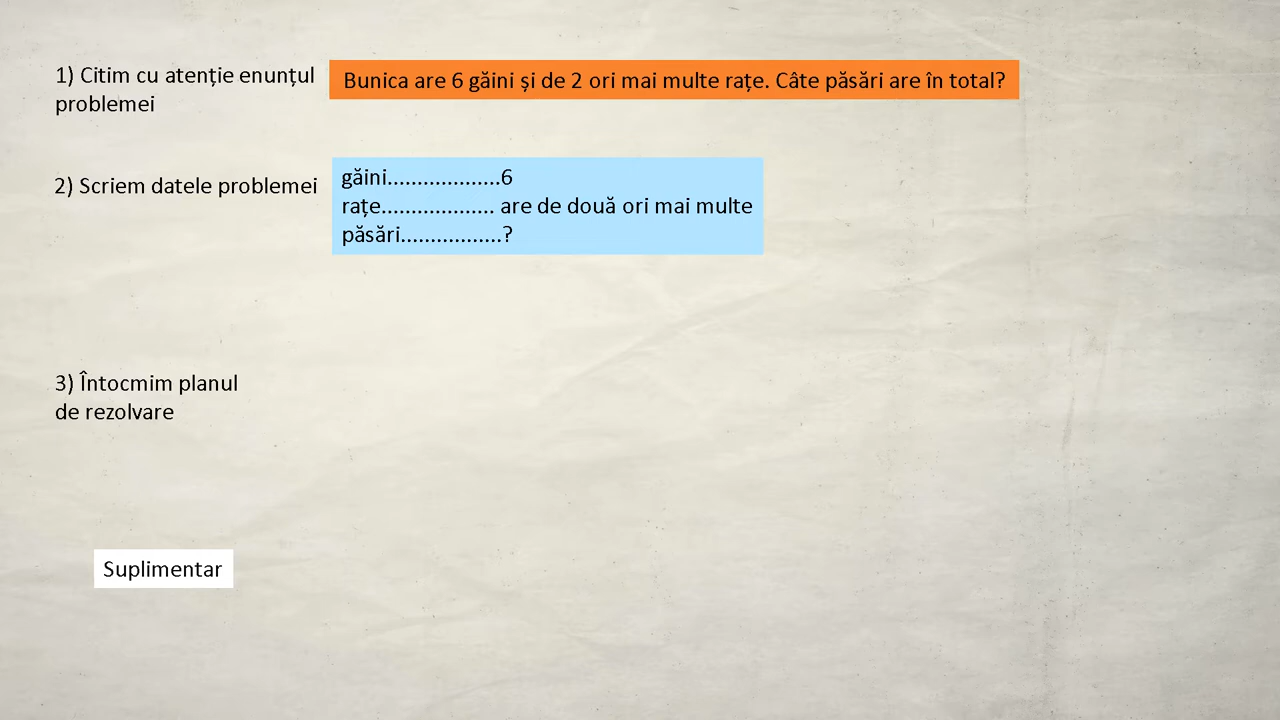 1) Citim cu atenție enunțul
problemei
Bunica are 6 găini și de 2 ori mai multe rațe. Câte păsări are în total?
2) Scriem datele problemei
găini...................6
rațe................... are de două ori mai multe
păsări.................?
3) Întocmim planul
de rezolvare
Suplimentar